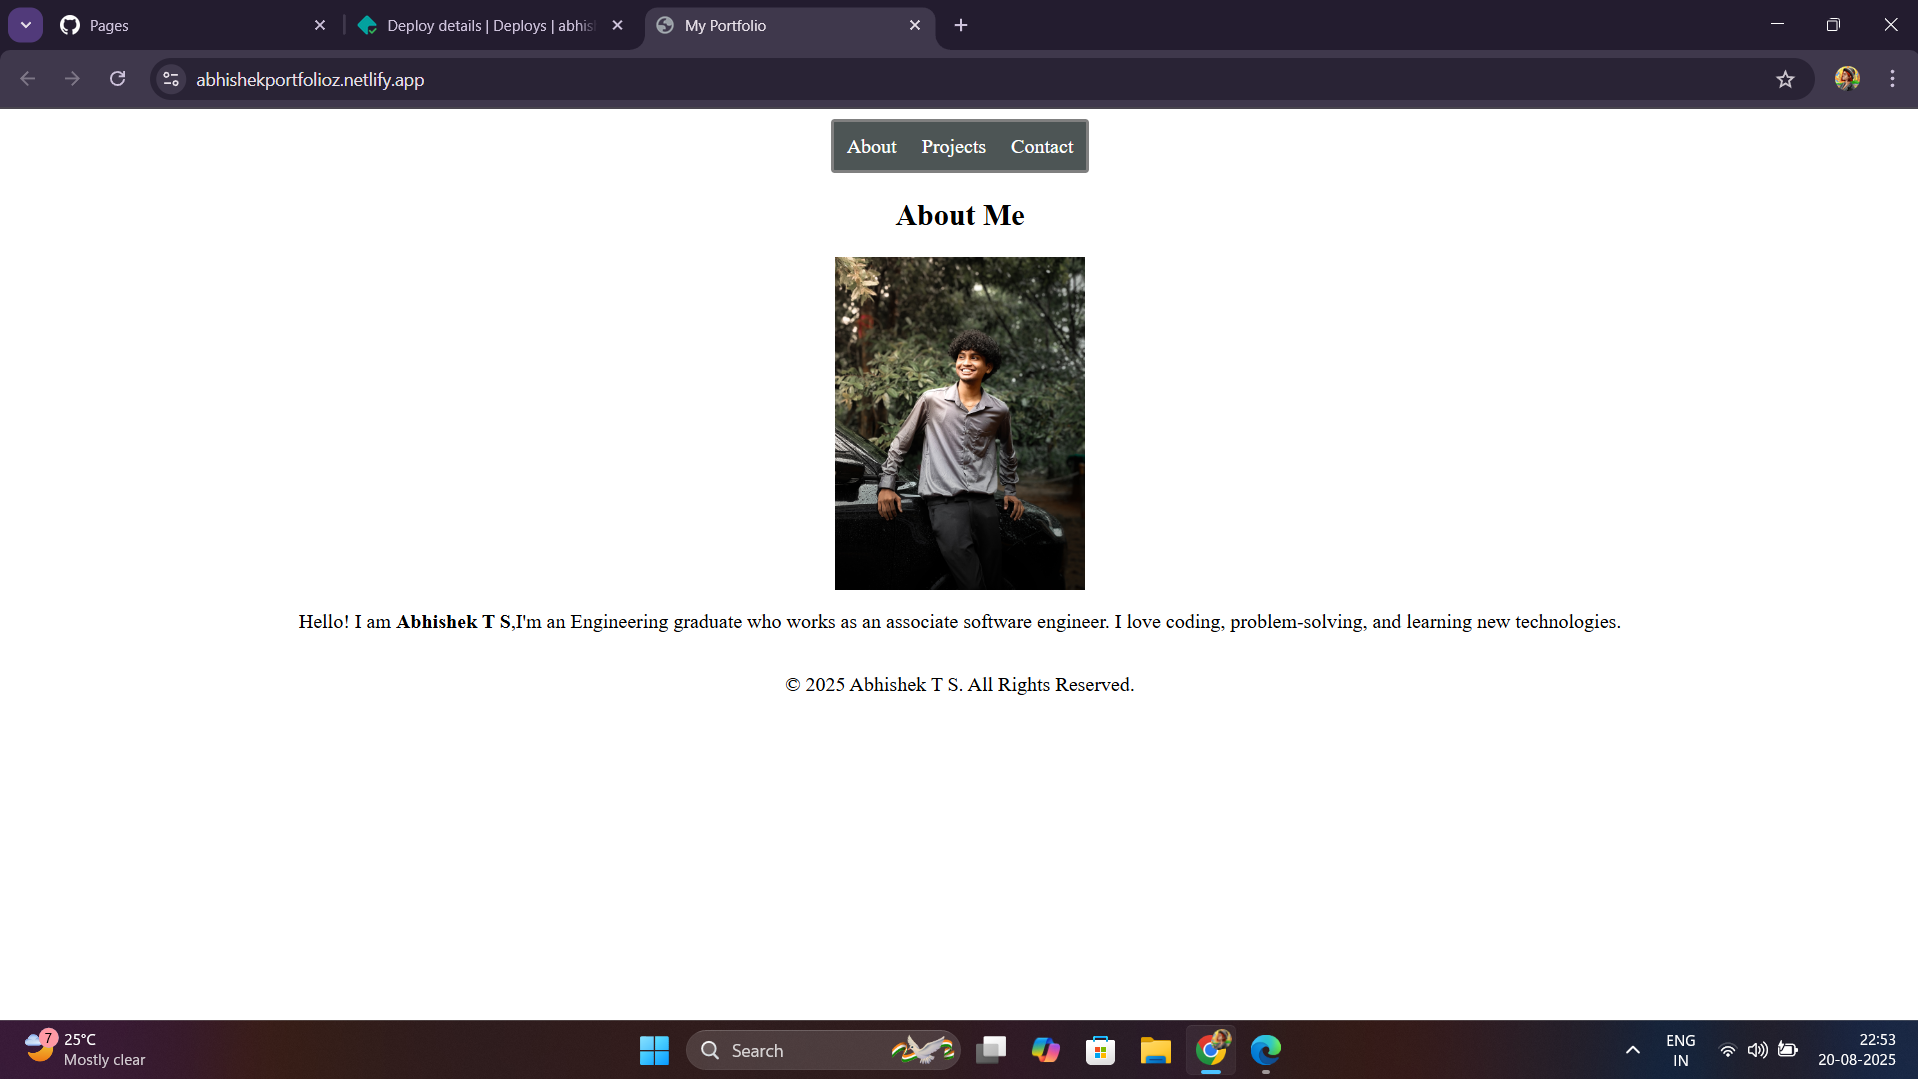 Pages
Deploy details | Deploys | abhis
My Portfolio
abhishekportfolioz.netlify.app
About Projects Contact
About Me
Hello! I am Abhishek T S,I'm an Engineering graduate who works as an associate software engineer. I love coding, problem-solving, and learning new technologies.
© 2025 Abhishek T S. All Rights Reserved.
7
25°C
Mostly clear
Search
ENG
IN
22:53
20-08-2025